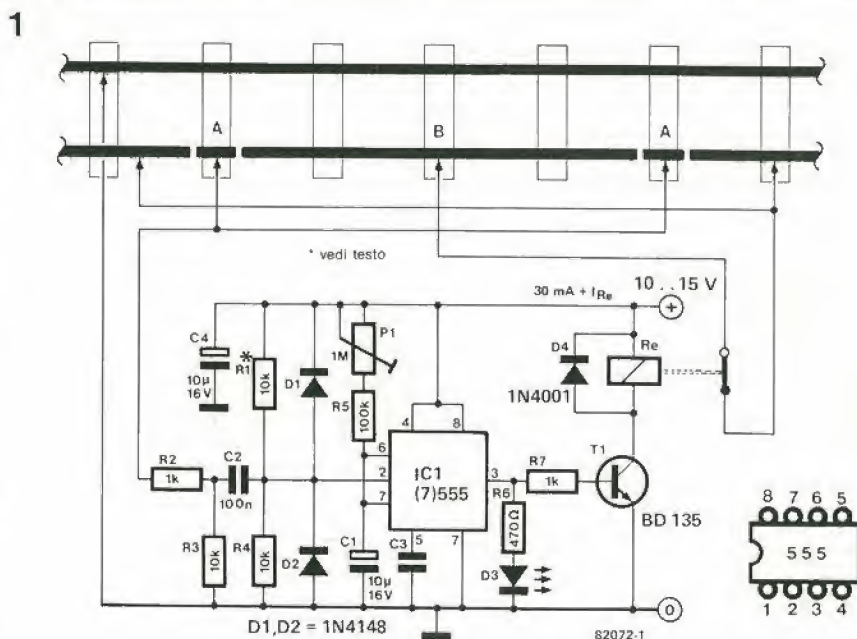 1
A
B
A
* vedi testo
30 mA + IRe
10 . . 15 V
+
C4
10µ
16V
*
R1
10k
D1
1M
P1
R5
100k
D4
1N4001
Re
4
8
R2
1k
C2
100n
6
2
7
IC1
(7)555
3
R7
1k
T1
BD 135
R3
10k
R4
10k
D2
C1
10µ
16V
C3
5
7
R6
470Ω
D3
8 7 6 5
555
1 2 3 4
0
D1,D2 = 1N4148
82072-1